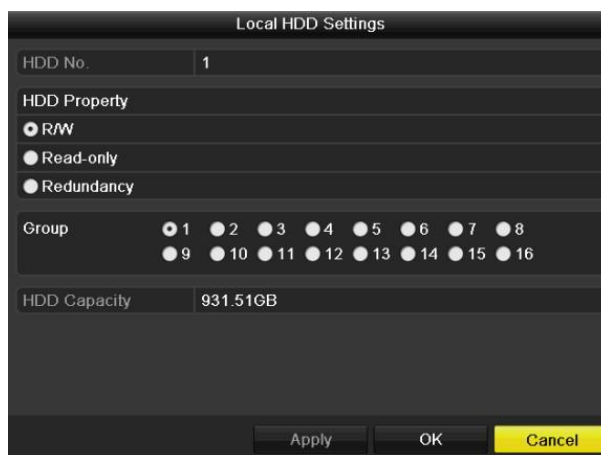 Local HDD Settings
HDD No. 1
HDD Property
R/W
Read-only
Redundancy
Group 1 2 3 4 5 6 7 8
9 10 11 12 13 14 15 16
HDD Capacity 931.51GB
Apply OK Cancel